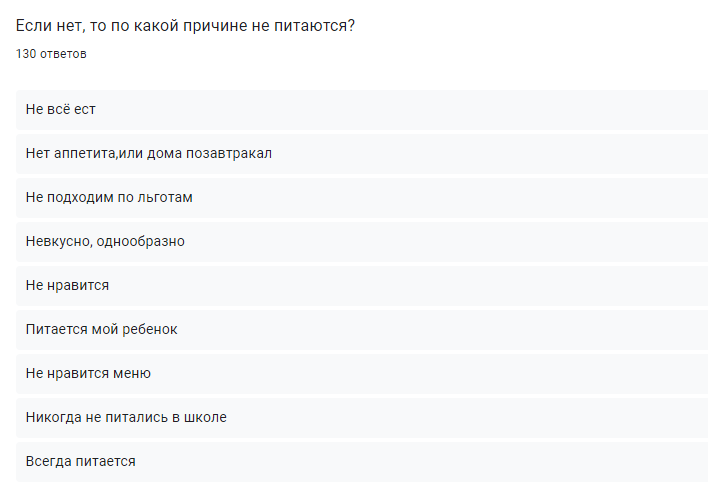 Если нет, то по какой причине не питаются?
130 ответов
Не всё ест
Нет аппетита,или дома позавтракал
Не подходим по льготам
Невкусно, однообразно
Не нравится
Питается мой ребенок
Не нравится меню
Никогда не питались в школе
Всегда питается